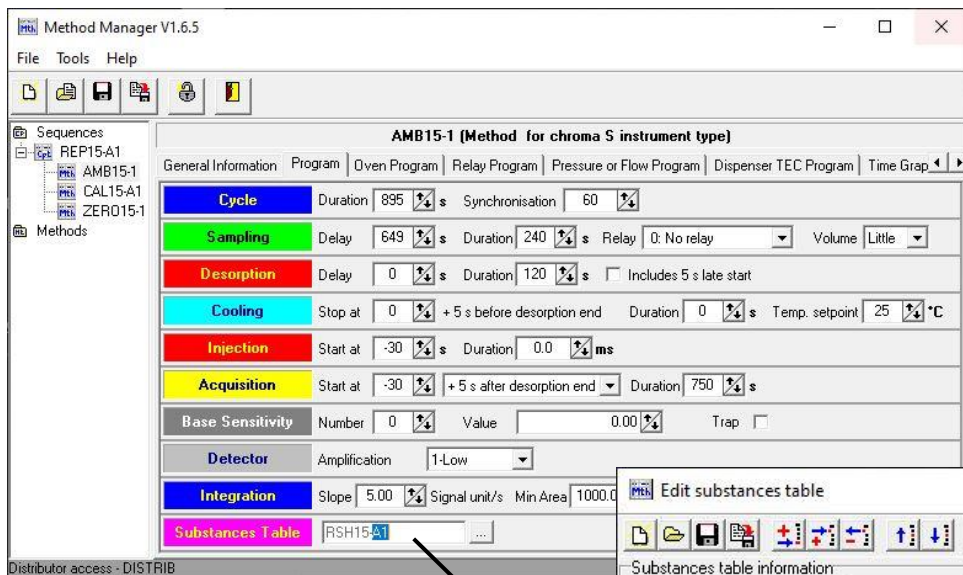 Method Manager V1.6.5
File Tools Help
Sequences
REP15-A1
AMB15-1
CAL15-A1
ZERO15-1
Methods
AMB15-1 (Method for chroma S instrument type)
General Information Program Oven Program Relay Program Pressure or Flow Program Dispenser TEC Program Time Grap
Cycle Duration 895 s Synchronisation 60
Sampling Delay 649 s Duration 240 s Relay 0: No relay Volume Little
Desorption Delay 0 s Duration 120 s Includes 5 s late start
Cooling Stop at 0 + 5 s before desorption end Duration 0 s Temp. setpoint 25 °C
Injection Start at -30 s Duration 0.0 ms
Acquisition Start at -30 + 5 s after desorption end Duration 750 s
Base Sensitivity Number 0 Value 0.00 Trap
Detector Amplification 1-Low
Integration Slope 5.00 Signal unit/s Min Area 1000.0
Substances Table RSH15-A1 ...
Distributor access - DISTRIB
Edit substances table
Substances table information